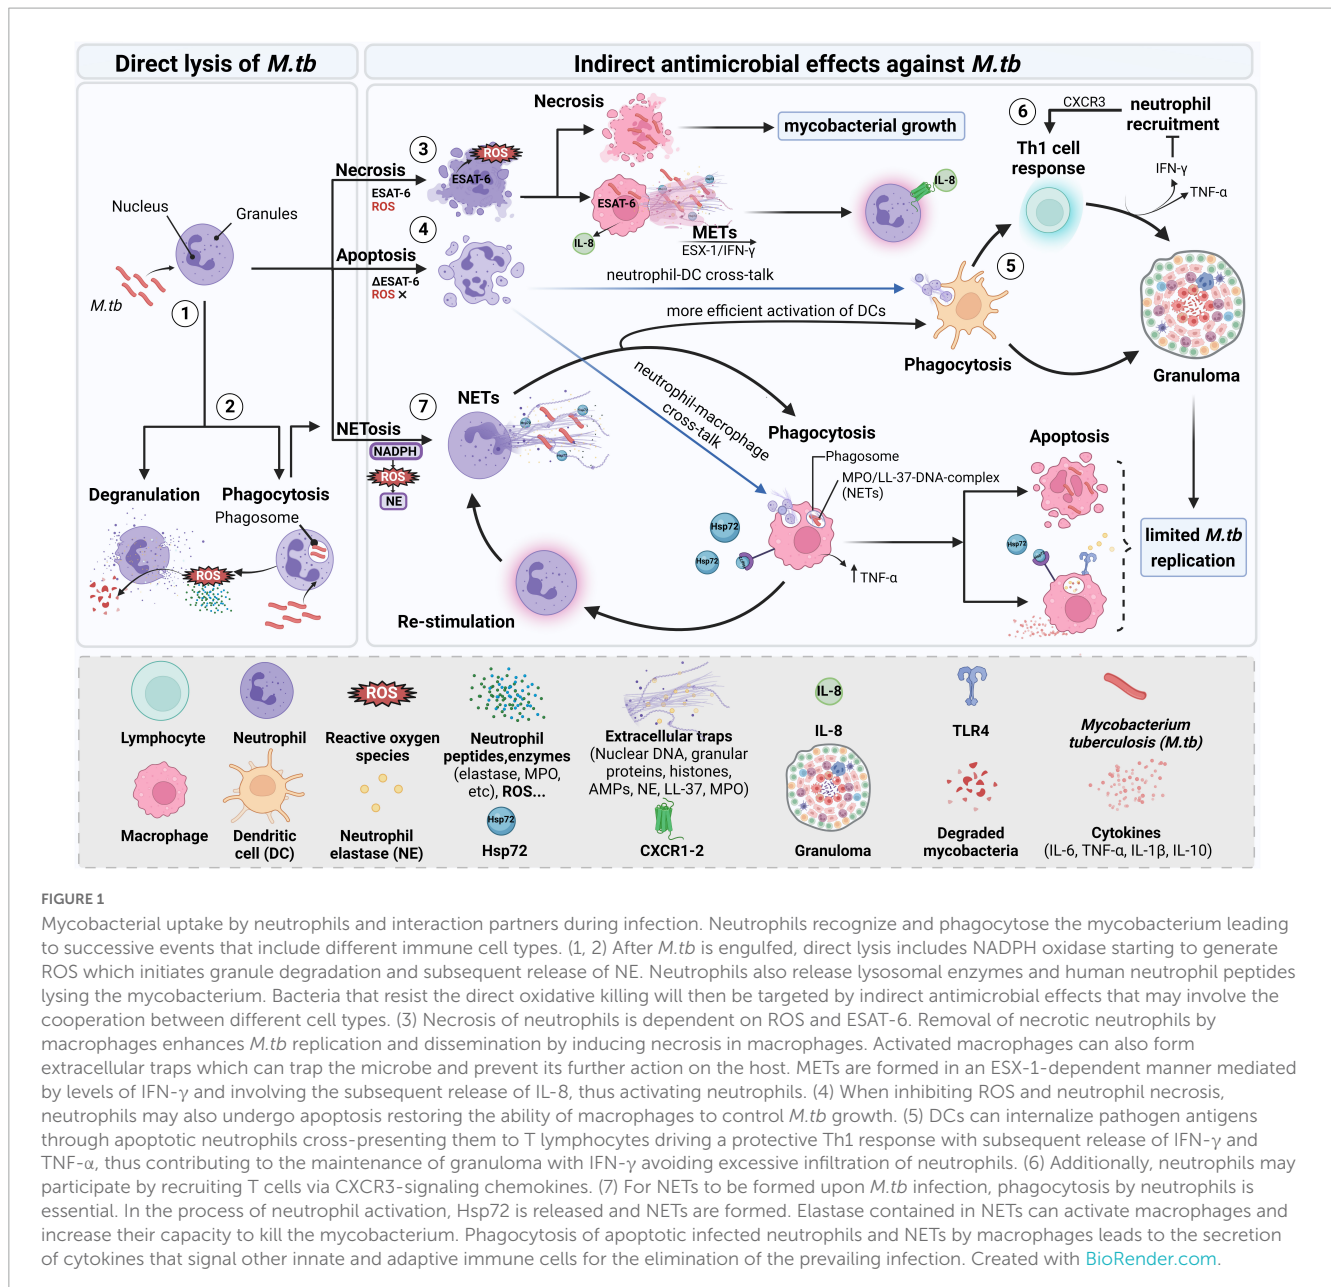 Direct lysis of M.tb
Indirect antimicrobial effects against M.tb
Nucleus
Granules
M.tb
1
2
Degranulation
Phagocytosis
Phagosome
ROS
Necrosis
ESAT-6
ROS
3
ROS
ESAT-6
Apoptosis
ΔESAT-6
ROS ×
4
NETosis
NADPH
ROS
NE
7
NETs
Hsp72
Hsp72
Hsp72
Necrosis
mycobacterial growth
ESAT-6
Hsp72
Hsp72
Hsp72
IL-8
METs
ESX-1/IFN-γ
IL-8
neutrophil-DC cross-talk
more efficient activation of DCs
neutrophil-macrophage
cross-talk
5
Phagocytosis
6
CXCR3
neutrophil
recruitment
Th1 cell
response
IFN-γ
TNF-α
Granuloma
Phagocytosis
Phagosome
MPO/LL-37-DNA-complex
(NETs)
Hsp72
Hsp72
Hsp72
TNF-α
Re-stimulation
Apoptosis
Hsp72
Hsp72
limited M.tb
replication
ROS
IL-8
Lymphocyte
Neutrophil
Reactive oxygen
species
Neutrophil
peptides,enzymes
(elastase, MPO,
etc), ROS...
Extracellular traps
(Nuclear DNA, granular
proteins, histones,
AMPs, NE, LL-37, MPO)
IL-8
TLR4
Mycobacterium
tuberculosis (M.tb)
Macrophage
Dendritic
cell (DC)
Neutrophil
elastase (NE)
Hsp72
Hsp72
CXCR1-2
Granuloma
Degraded
mycobacteria
Cytokines
(IL-6, TNF-α, IL-1β, IL-10)
FIGURE 1
Mycobacterial uptake by neutrophils and interaction partners during infection. Neutrophils recognize and phagocytose the mycobacterium leading
to successive events that include different immune cell types. (1, 2) After M.tb is engulfed, direct lysis includes NADPH oxidase starting to generate
ROS which initiates granule degradation and subsequent release of NE. Neutrophils also release lysosomal enzymes and human neutrophil peptides
lysing the mycobacterium. Bacteria that resist the direct oxidative killing will then be targeted by indirect antimicrobial effects that may involve the
cooperation between different cell types. (3) Necrosis of neutrophils is dependent on ROS and ESAT-6. Removal of necrotic neutrophils by
macrophages enhances M.tb replication and dissemination by inducing necrosis in macrophages. Activated macrophages can also form
extracellular traps which can trap the microbe and prevent its further action on the host. METs are formed in an ESX-1-dependent manner mediated
by levels of IFN-γ and involving the subsequent release of IL-8, thus activating neutrophils. (4) When inhibiting ROS and neutrophil necrosis,
neutrophils may also undergo apoptosis restoring the ability of macrophages to control M.tb growth. (5) DCs can internalize pathogen antigens
through apoptotic neutrophils cross-presenting them to T lymphocytes driving a protective Th1 response with subsequent release of IFN-γ and
TNF-α, thus contributing to the maintenance of granuloma with IFN-γ avoiding excessive infiltration of neutrophils. (6) Additionally, neutrophils may
participate by recruiting T cells via CXCR3-signaling chemokines. (7) For NETs to be formed upon M.tb infection, phagocytosis by neutrophils is
essential. In the process of neutrophil activation, Hsp72 is released and NETs are formed. Elastase contained in NETs can activate macrophages and
increase their capacity to kill the mycobacterium. Phagocytosis of apoptotic infected neutrophils and NETs by macrophages leads to the secretion
of cytokines that signal other innate and adaptive immune cells for the elimination of the prevailing infection. Created with BioRender.com.